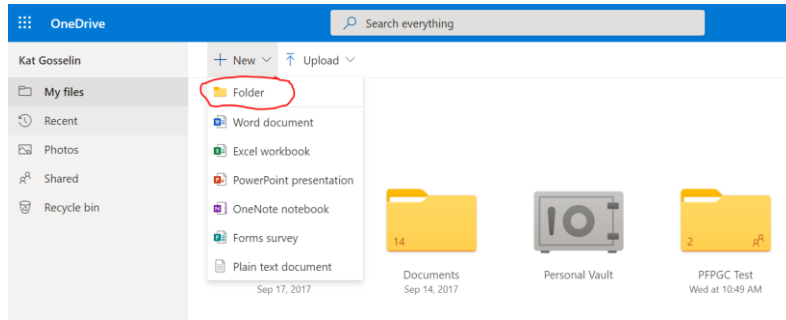 OneDrive
Search everything
Kat Gosselin
New
Upload
My files
Recent
Photos
Shared
Recycle bin
Folder
Word document
Excel workbook
PowerPoint presentation
OneNote notebook
Forms survey
Plain text document
Sep 17, 2017
14
Documents
Sep 14, 2017
Personal Vault
2
PFPGC Test
Wed at 10:49 AM